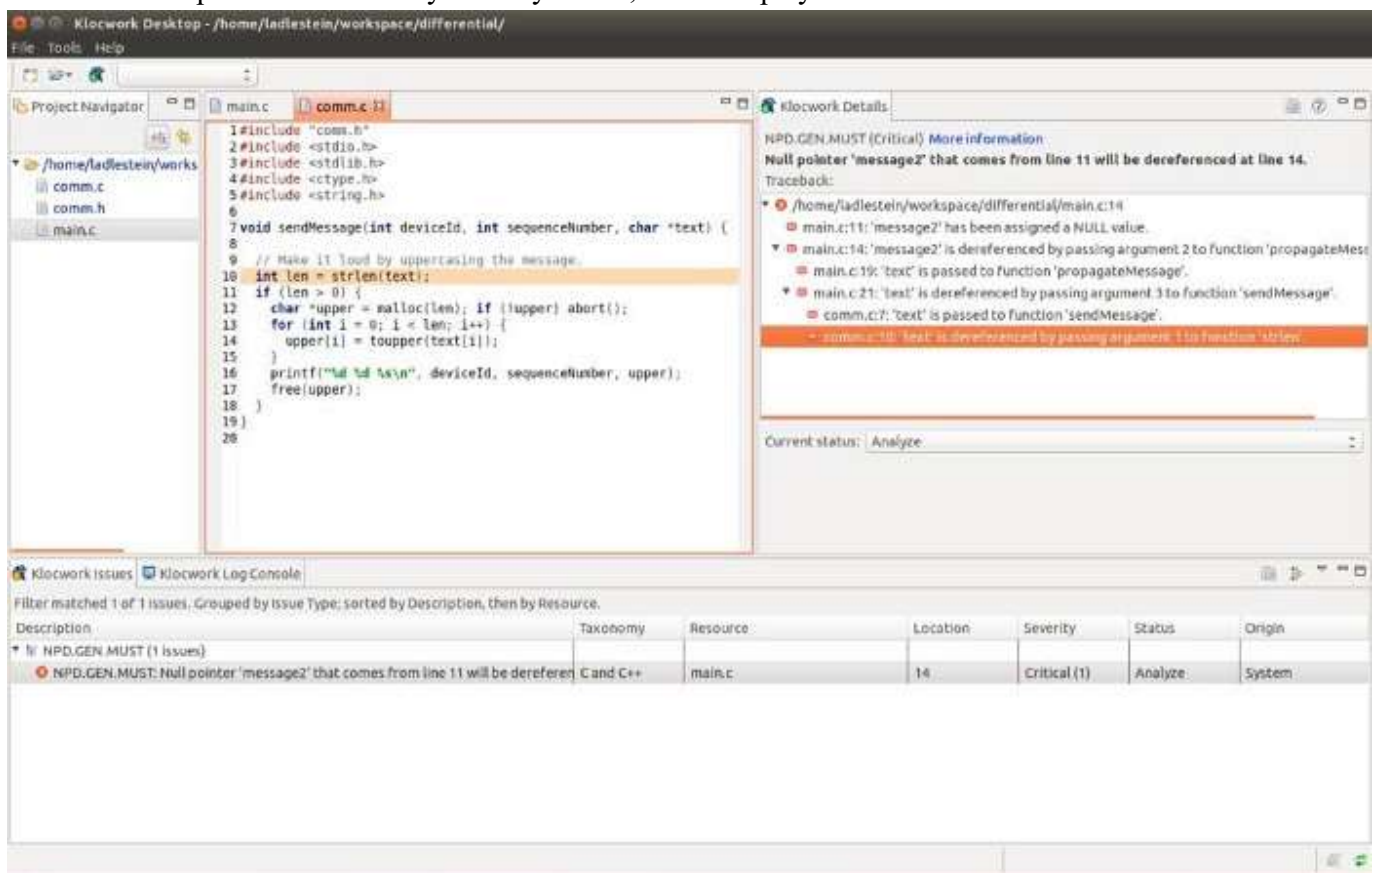 Klocwork Desktop - /home/ladlestein/workspace/differential/
File Tools Help
Project Navigator
main.c
comm.c
Klocwork Details
/home/ladlestein/works
comm.c
comm.h
main.c
1 #include "comm.h"
2 #include <stdio.h>
3 #include <stdlib.h>
4 #include <ctype.h>
5 #include <string.h>
6
7 void sendMessage(int deviceId, int sequenceNumber, char *text) {
8
9 // Make it loud by uppercasing the message.
10 int len = strlen(text);
11 if (len > 0) {
12 char *upper = malloc(len); if (!upper) abort();
13 for (int i = 0; i < len; i++) {
14 upper[i] = toupper(text[i]);
15 }
16 printf("%d %d %s\n", deviceId, sequenceNumber, upper);
17 free(upper);
18 }
19 }
20
NPD.GEN.MUST (Critical) More information
Null pointer 'message2' that comes from line 11 will be dereferenced at line 14.
Traceback:
/home/ladlestein/workspace/differential/main.c:14
main.c:11: 'message2' has been assigned a NULL value.
main.c:14: 'message2' is dereferenced by passing argument 2 to function 'propagateMess
main.c:19: 'text' is passed to function 'propagateMessage'.
main.c:21: 'text' is dereferenced by passing argument 3 to function 'sendMessage'.
comm.c:7: 'text' is passed to function 'sendMessage'.
comm.c:10: 'text' is dereferenced by passing argument 1 to function 'strlen'
Current status: Analyze
Klocwork Issues
Klocwork Log Console
Filter matched 1 of 1 issues. Grouped by Issue Type; sorted by Description, then by Resource.
Description Taxonomy Resource Location Severity Status Origin
NPD.GEN.MUST (1 issues)
NPD.GEN.MUST: Null pointer 'message2' that comes from line 11 will be dereferen C and C++ main.c 14 Critical (1) Analyze System